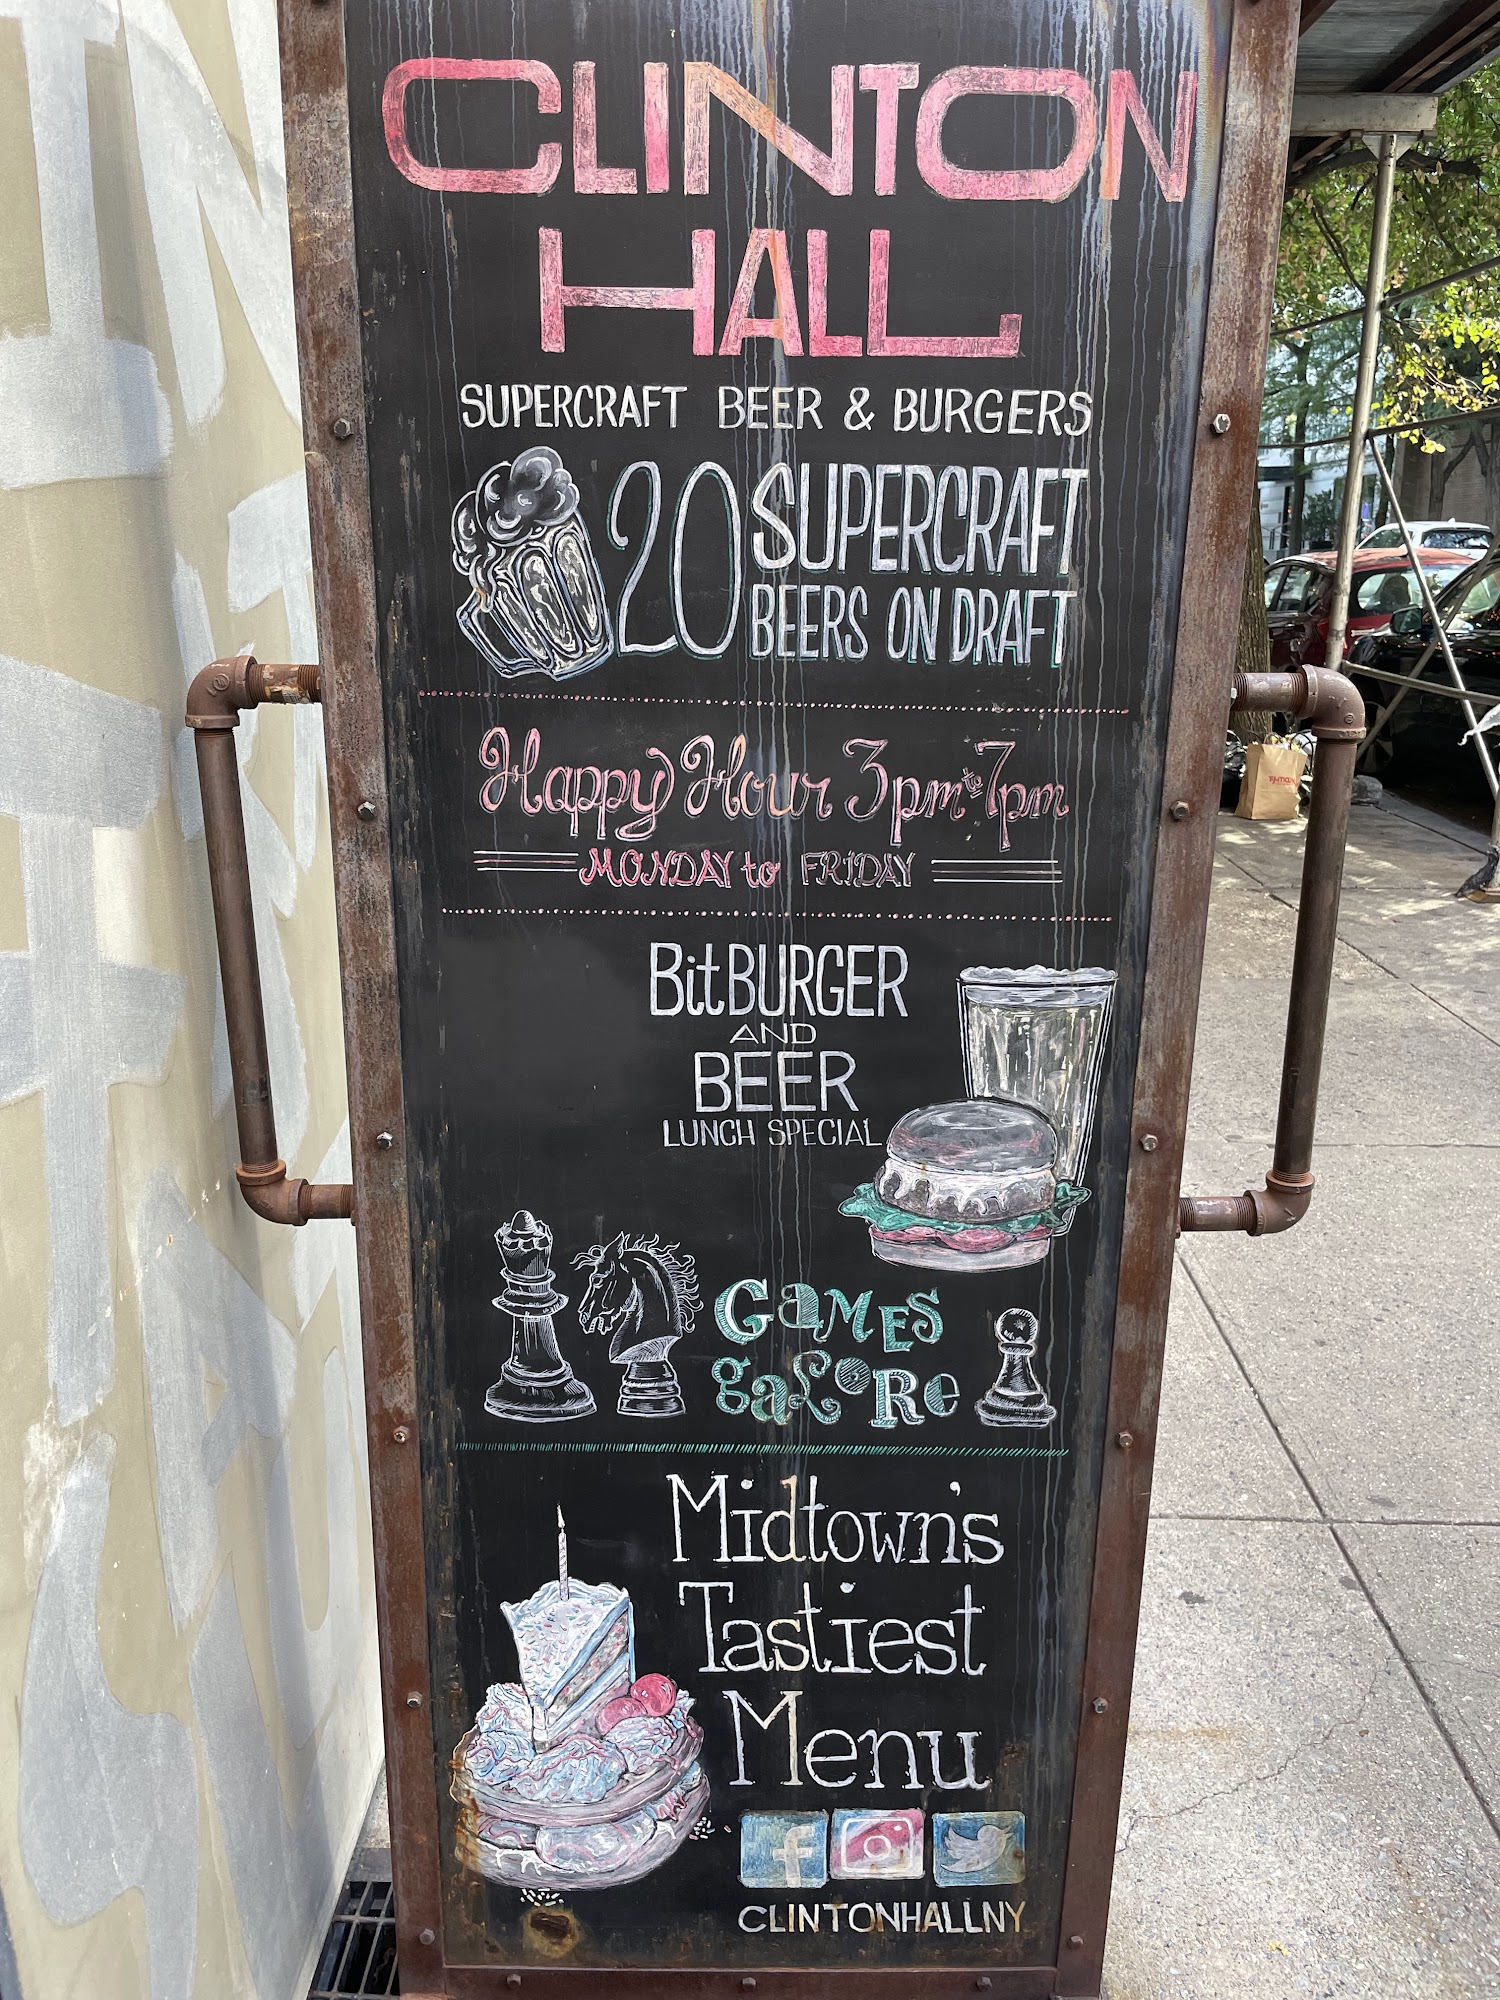 CLINTON
HALL
SUPERCRAFT BEER & BURGERS
20 SUPERCRAFT
BEERS ON DRAFT
Happy Hour 3pm to 7pm
MONDAY to FRIDAY
BitBURGER
AND
BEER
LUNCH SPECIAL
GaMES
gaLoRe
Midtown's
Tastiest
Menu
CLINTONHALLNY